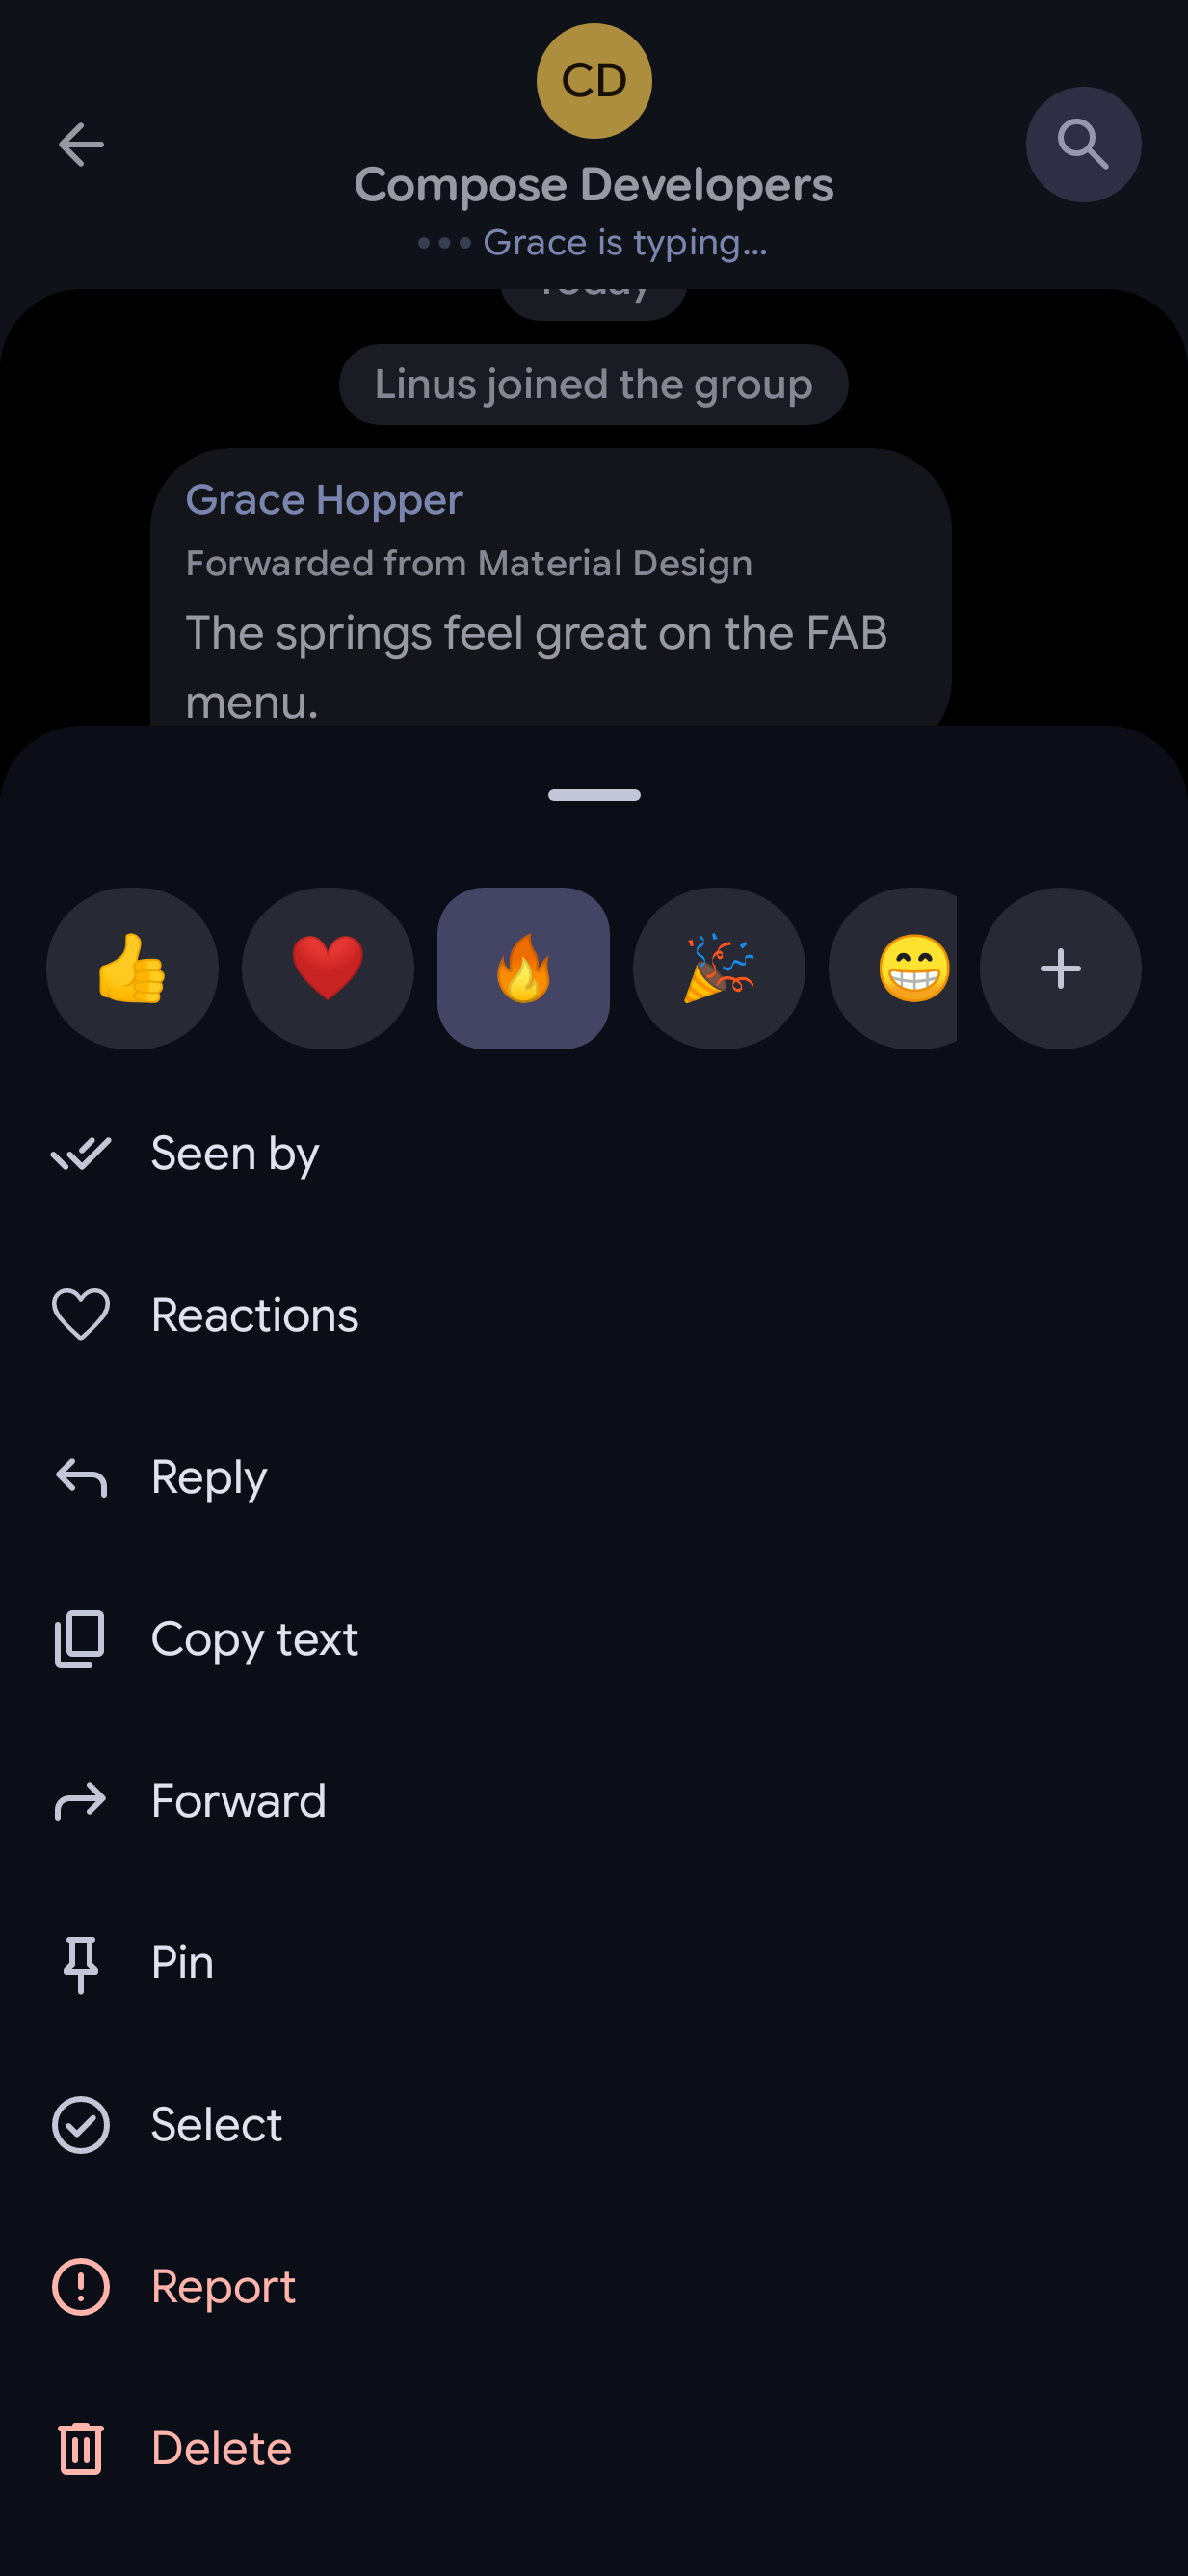 CD
Compose Developers
Grace is typing...
Today
Linus joined the group
Grace Hopper
Forwarded from Material Design
The springs feel great on the FAB
menu.
Seen by
Reactions
Reply
Copy text
Forward
Pin
Select
Report
Delete